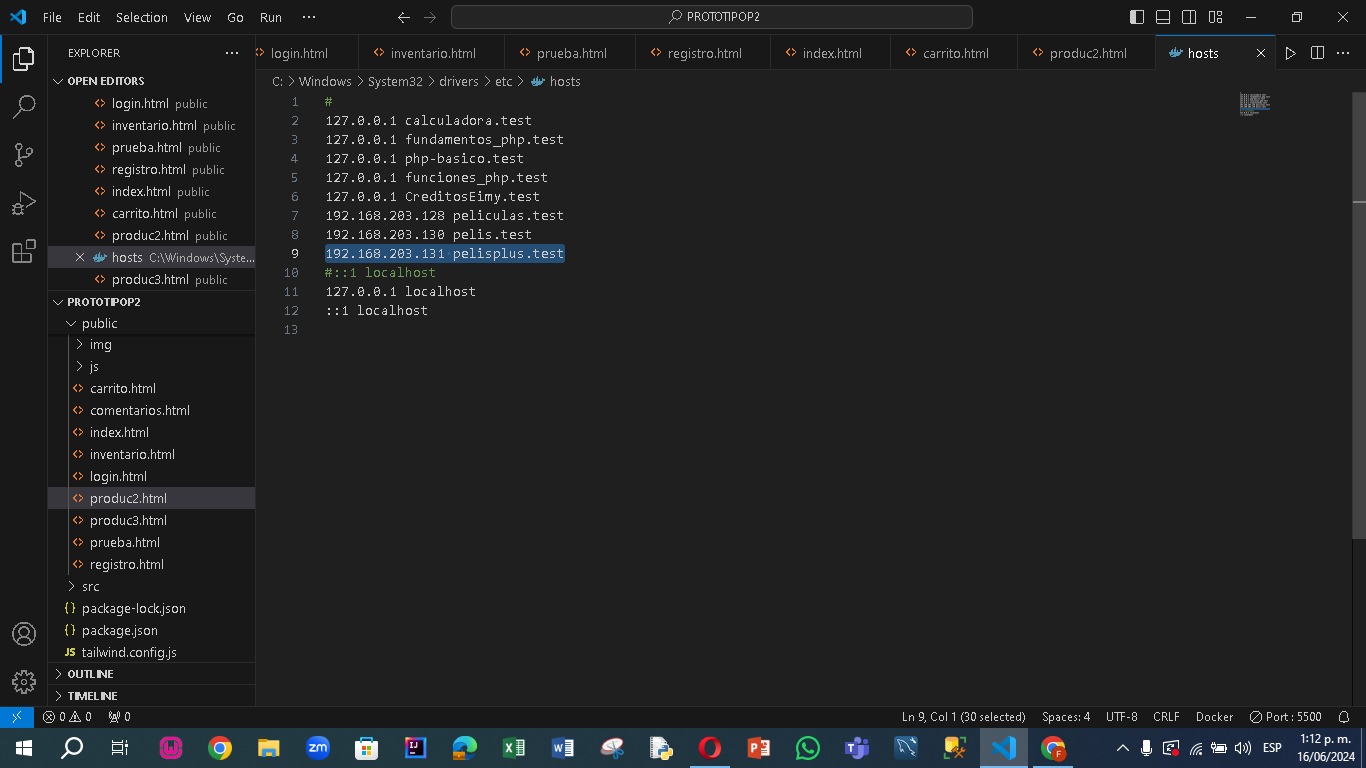 File Edit Selection View Go Run ··· PROTOTIPOP2
EXPLORER ···
login.html inventario.html prueba.html registro.html index.html carrito.html produc2.html hosts
C: > Windows > System32 > drivers > etc > hosts
OPEN EDITORS
login.html public
inventario.html public
prueba.html public
registro.html public
index.html public
carrito.html public
produc2.html public
hosts C:\Windows\Syste...
produc3.html public
PROTOTIPOP2
public
img
js
carrito.html
comentarios.html
index.html
inventario.html
login.html
produc2.html
produc3.html
prueba.html
registro.html
src
{} package-lock.json
{} package.json
JS tailwind.config.js
OUTLINE
TIMELINE
1 #
2 127.0.0.1 calculadora.test
3 127.0.0.1 fundamentos_php.test
4 127.0.0.1 php-basico.test
5 127.0.0.1 funciones_php.test
6 127.0.0.1 CreditosEimy.test
7 192.168.203.128 peliculas.test
8 192.168.203.130 pelis.test
9 192.168.203.131 pelisplus.test
10 #::1 localhost
11 127.0.0.1 localhost
12 ::1 localhost
13
0 0 0 Ln 9, Col 1 (30 selected) Spaces: 4 UTF-8 CRLF Docker Port : 5500
zm IJ ESP 1:12 p. m.
16/06/2024